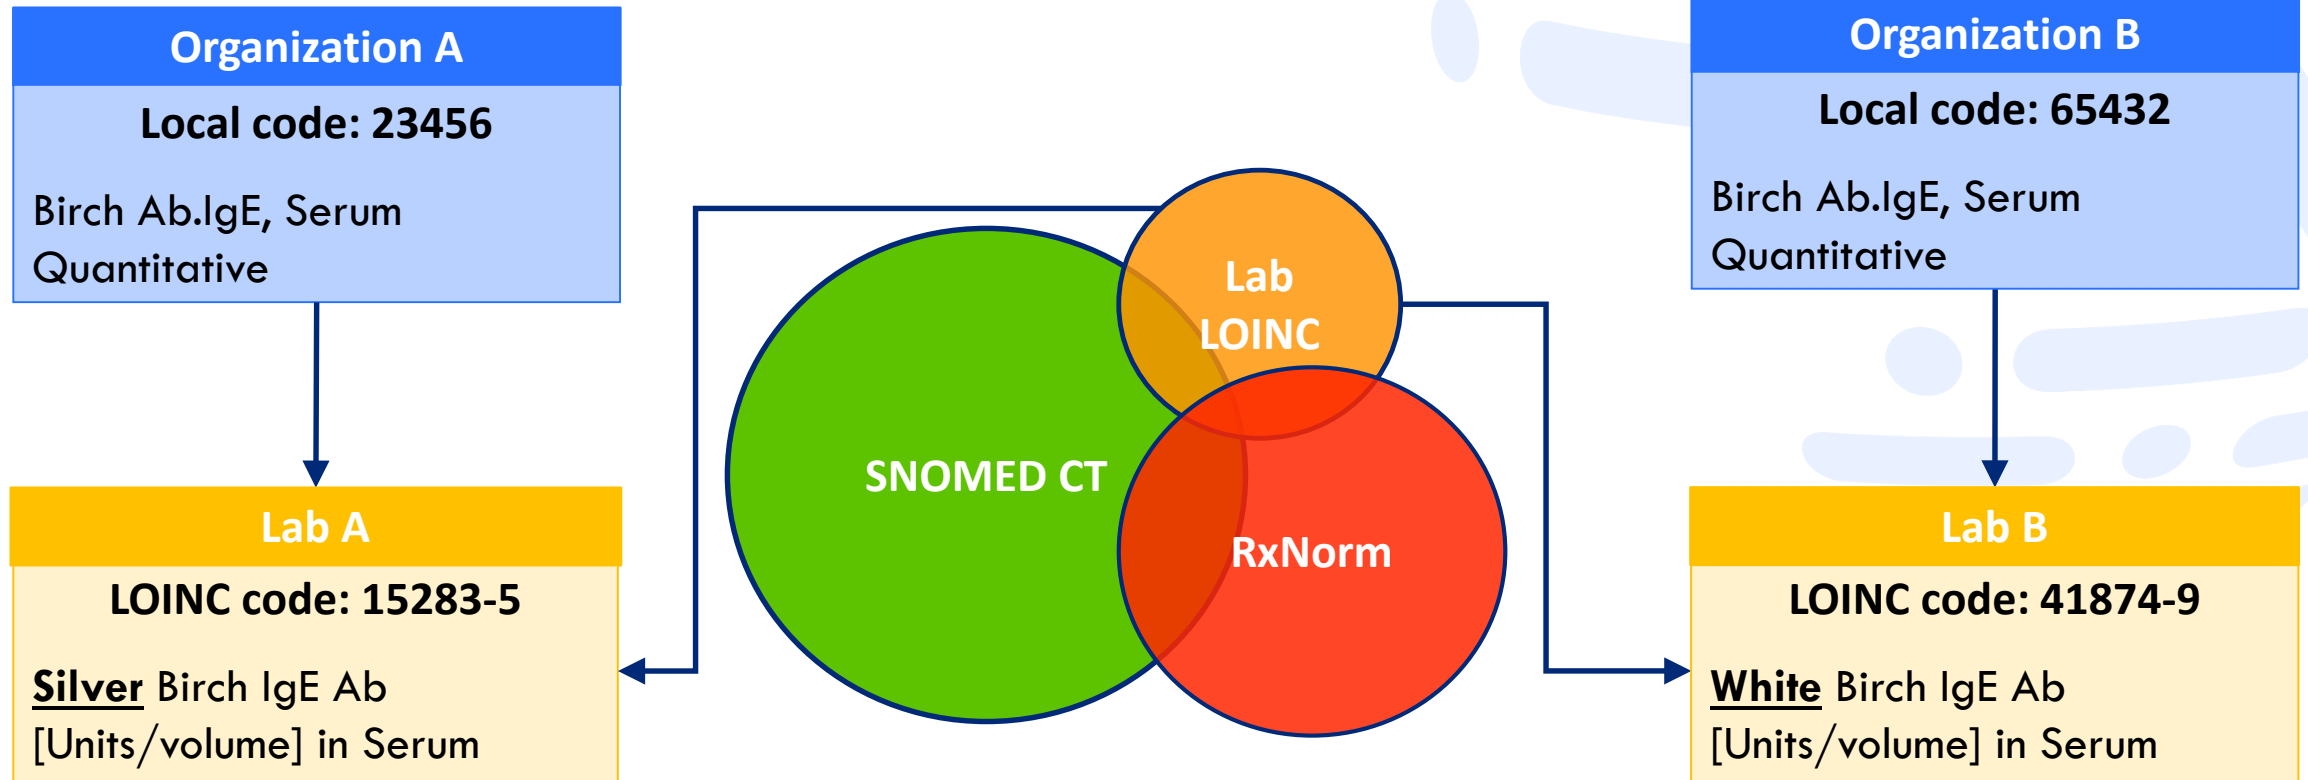 Organization A
Local code: 23456
Birch Ab.IgE, Serum
Quantitative
Lab A
LOINC code: 15283-5
Silver Birch IgE Ab
[Units/volume] in Serum
Lab
LOINC
SNOMED CT
RxNorm
Organization B
Local code: 65432
Birch Ab.IgE, Serum
Quantitative
Lab B
LOINC code: 41874-9
White Birch IgE Ab
[Units/volume] in Serum